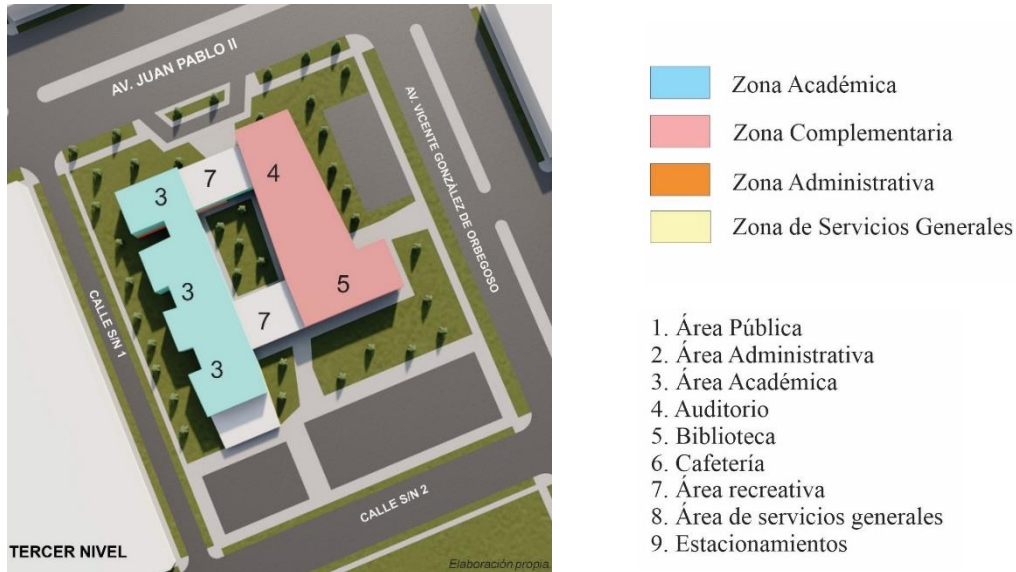 AV. JUAN PABLO II
AV. VICENTE GONZÁLEZ DE ORBEGOSO
3
7
4
3
5
7
3
CALLE S/N 1
CALLE S/N 2
TERCER NIVEL
Elaboración propia.
Zona Académica
Zona Complementaria
Zona Administrativa
Zona de Servicios Generales
1. Área Pública
2. Área Administrativa
3. Área Académica
4. Auditorio
5. Biblioteca
6. Cafetería
7. Área recreativa
8. Área de servicios generales
9. Estacionamientos